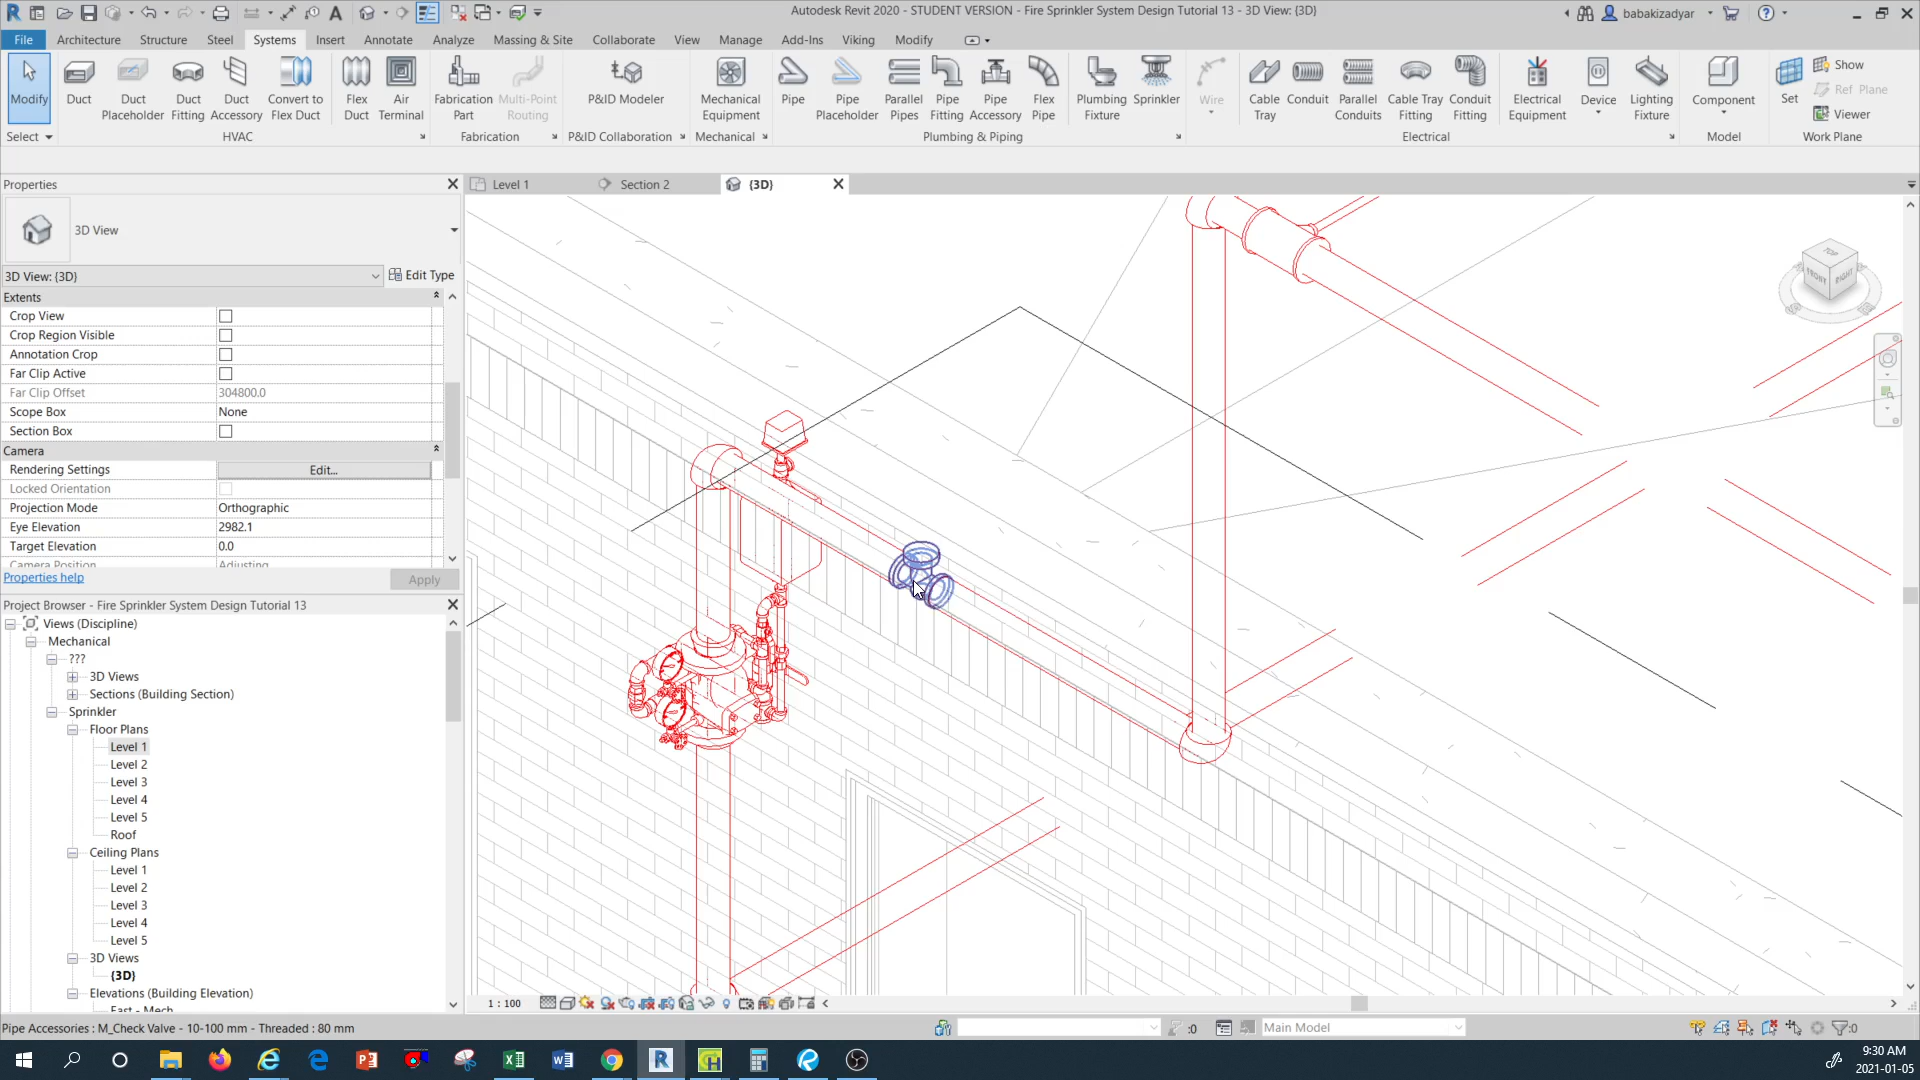 Autodesk Revit 2020 - STUDENT VERSION - Fire Sprinkler System Design Tutorial 13 - 3D View: {3D}
babakizadyar
File
Architecture
Structure
Steel
Systems
Insert
Annotate
Analyze
Massing & Site
Collaborate
View
Manage
Add-Ins
Viking
Modify
Modify
Duct
Duct Placeholder
Duct Fitting
Duct Accessory
Convert to Flex Duct
Flex Duct
Air Terminal
Fabrication Part
Multi-Point Routing
P&ID Modeler
Mechanical Equipment
Pipe
Pipe Placeholder
Parallel Pipes
Pipe Fitting
Pipe Accessory
Flex Pipe
Plumbing Fixture
Sprinkler
Wire
Cable Tray
Conduit
Parallel Conduits
Cable Tray Fitting
Conduit Fitting
Electrical Equipment
Device
Lighting Fixture
Component
Set
Show
Ref Plane
Viewer
Select
HVAC
Fabrication
P&ID Collaboration
Mechanical
Plumbing & Piping
Electrical
Model
Work Plane
Properties
3D View
3D View: {3D}
Edit Type
Extents
Crop View
Crop Region Visible
Annotation Crop
Far Clip Active
Far Clip Offset 304800.0
Scope Box None
Section Box
Camera
Rendering Settings Edit...
Locked Orientation
Projection Mode Orthographic
Eye Elevation 2982.1
Target Elevation 0.0
Camera Position Adjusting
Properties help
Apply
Project Browser - Fire Sprinkler System Design Tutorial 13
Views (Discipline)
Mechanical
???
3D Views
Sections (Building Section)
Sprinkler
Floor Plans
Level 1
Level 2
Level 3
Level 4
Level 5
Roof
Ceiling Plans
Level 1
Level 2
Level 3
Level 4
Level 5
3D Views
{3D}
Elevations (Building Elevation)
East - Mech
Level 1
Section 2
{3D}
TOP
FRONT
RIGHT
1 : 100
Pipe Accessories : M_Check Valve - 10-100 mm - Threaded : 80 mm
:0
Main Model
:0
9:30 AM
2021-01-05